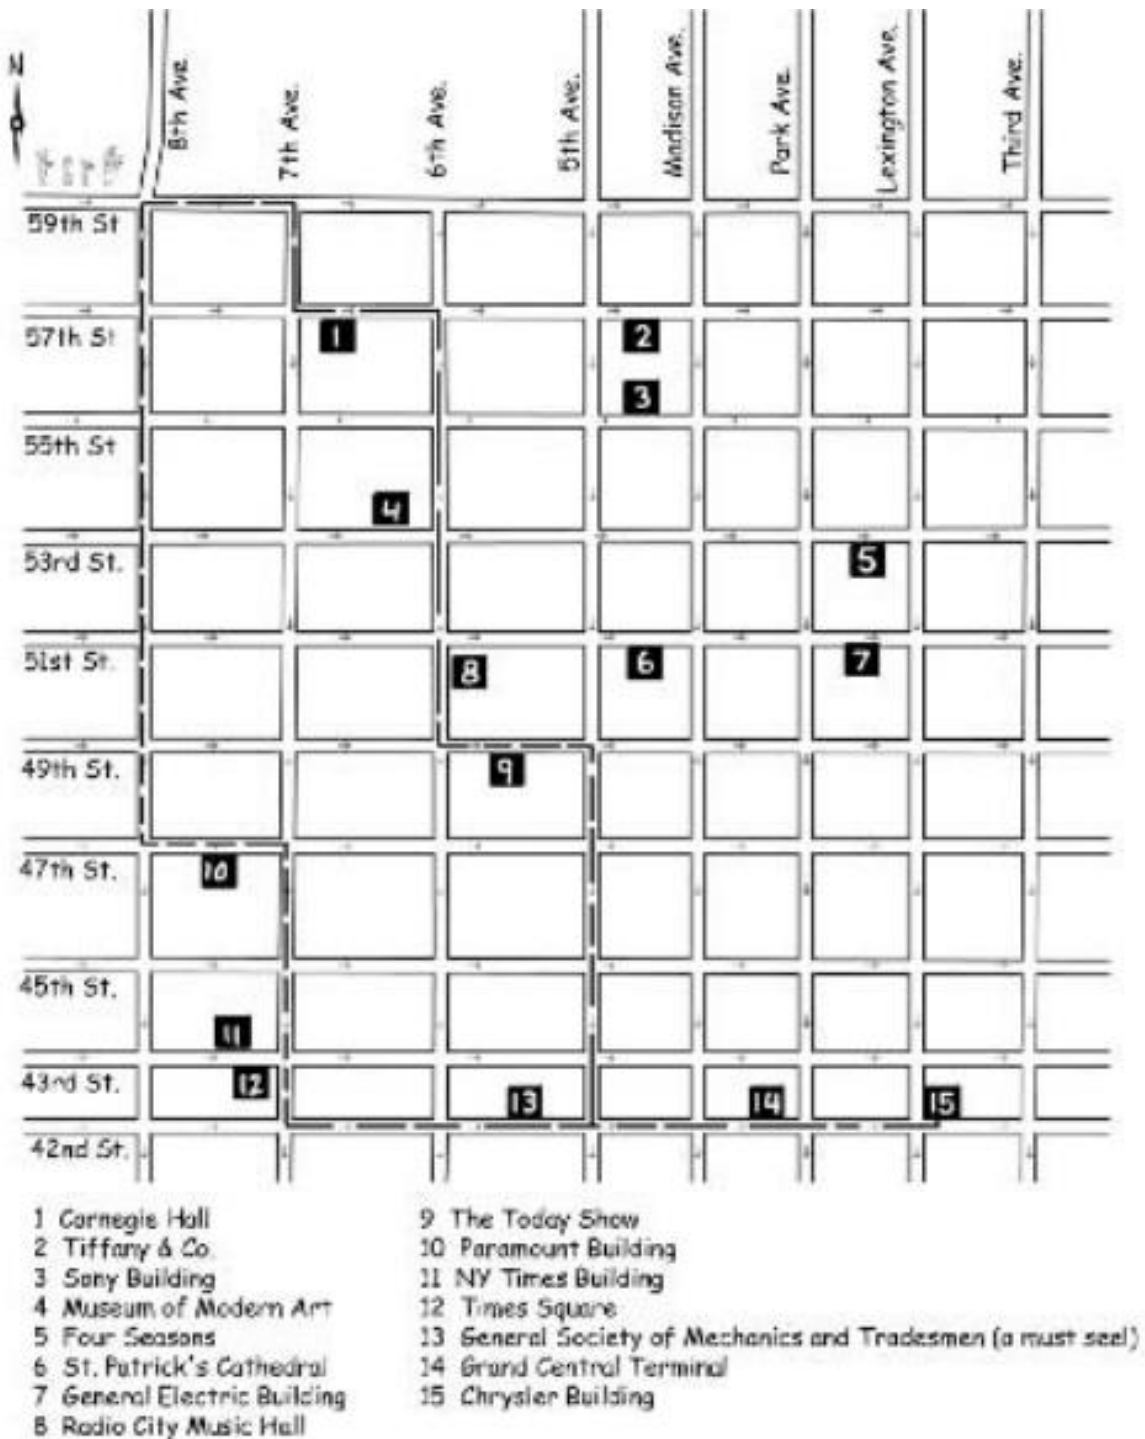 N
8th Ave.
7th Ave.
6th Ave.
5th Ave.
Madison Ave.
Park Ave.
Lexington Ave.
Third Ave.
59th St
57th St
1
2
3
55th St
4
53rd St.
5
51st St.
6
7
8
49th St.
9
47th St.
10
45th St.
11
43rd St.
12
13
14
15
42nd St.
1 Carnegie Hall
2 Tiffany & Co.
3 Sony Building
4 Museum of Modern Art
5 Four Seasons
6 St. Patrick's Cathedral
7 General Electric Building
8 Radio City Music Hall
9 The Today Show
10 Paramount Building
11 NY Times Building
12 Times Square
13 General Society of Mechanics and Tradesmen (a must see!)
14 Grand Central Terminal
15 Chrysler Building